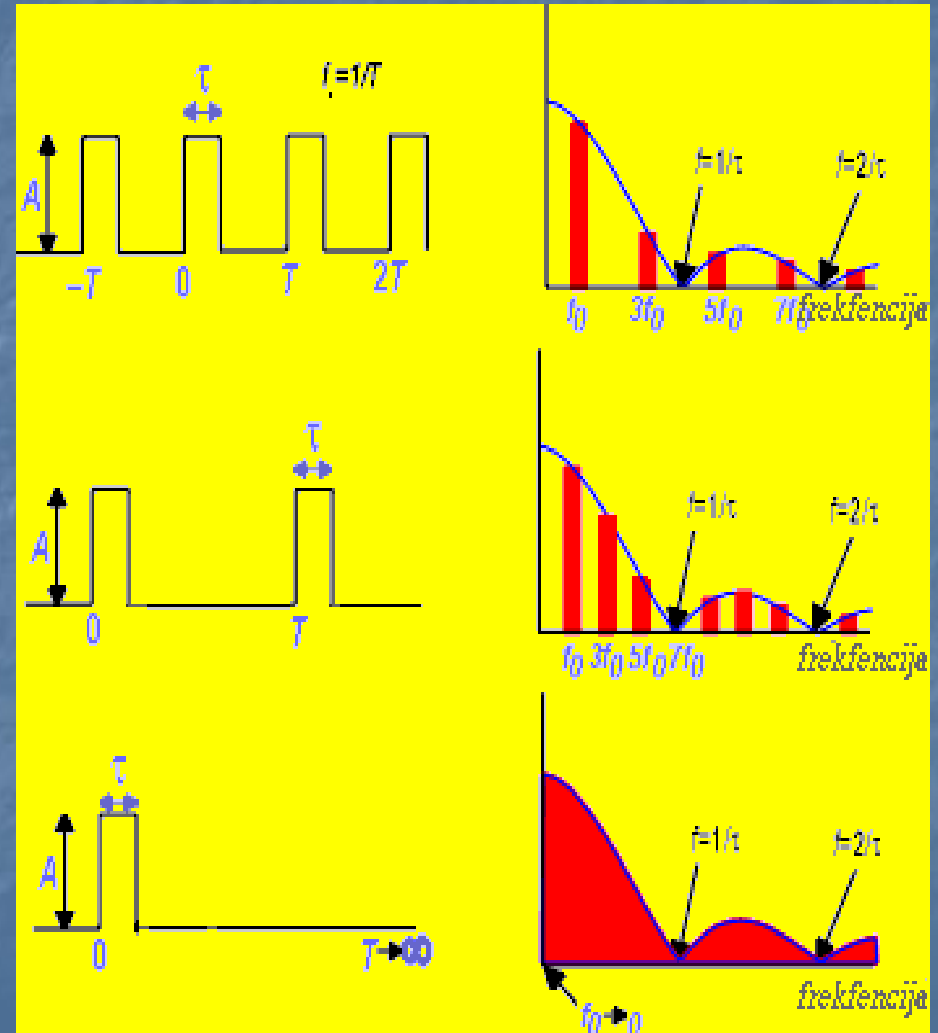 τ
f₀=1/T
A
-T 0 T 2T
f=1/τ
f=2/τ
f₀ 3f₀ 5f₀ 7f₀
frekfencija
τ
A
0 T
f=1/τ
f=2/τ
f₀ 3f₀ 5f₀ 7f₀
frekfencija
τ
A
0 T→∞
f=1/τ
f=2/τ
f₀→0
frekfencija